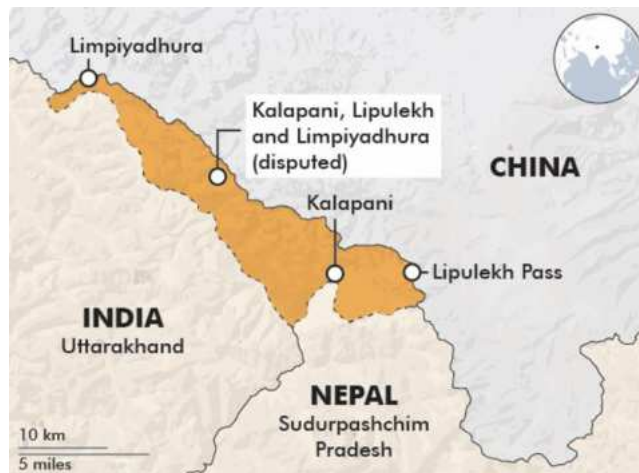 Limpiyadhura
Kalapani, Lipulekh
and Limpiyadhura
(disputed)
CHINA
Kalapani
Lipulekh Pass
INDIA
Uttarakhand
NEPAL
Sudurpashchim
Pradesh
10 km
5 miles